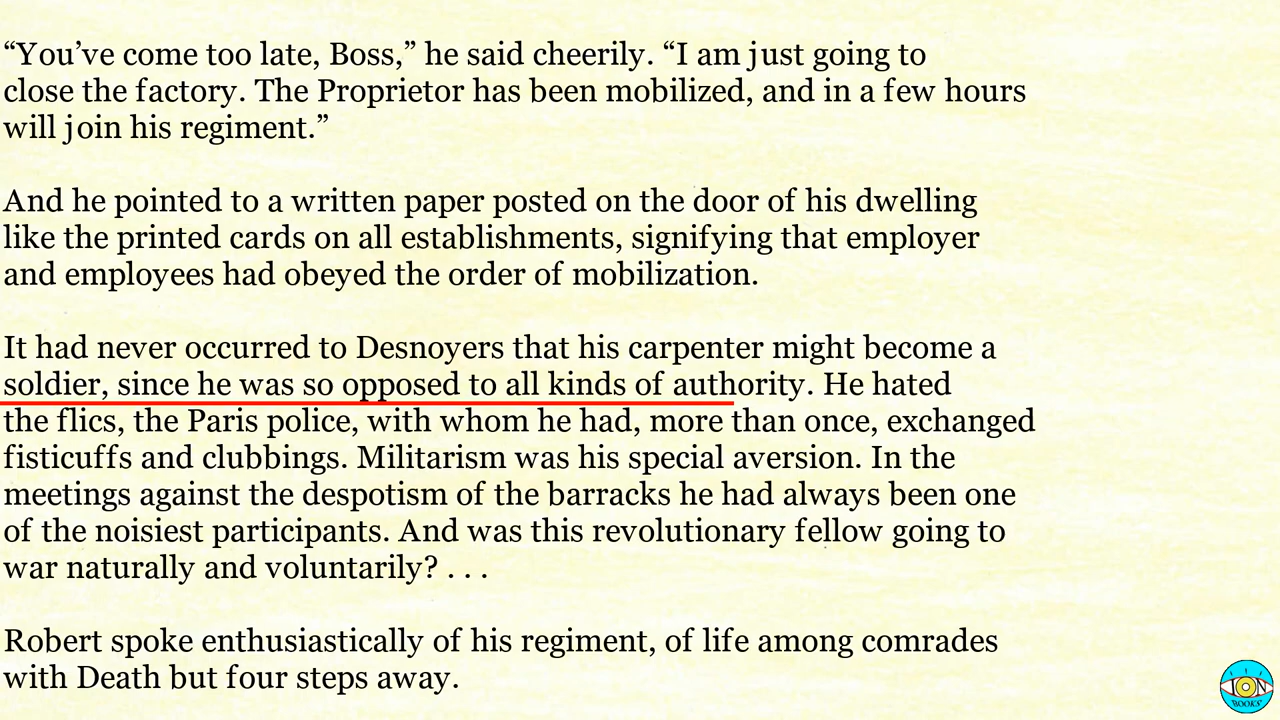 “You’ve come too late, Boss,” he said cheerily. “I am just going to
close the factory. The Proprietor has been mobilized, and in a few hours
will join his regiment.”
And he pointed to a written paper posted on the door of his dwelling
like the printed cards on all establishments, signifying that employer
and employees had obeyed the order of mobilization.
It had never occurred to Desnoyers that his carpenter might become a
soldier, since he was so opposed to all kinds of authority. He hated
the flics, the Paris police, with whom he had, more than once, exchanged
fisticuffs and clubbings. Militarism was his special aversion. In the
meetings against the despotism of the barracks he had always been one
of the noisiest participants. And was this revolutionary fellow going to
war naturally and voluntarily? . . .
Robert spoke enthusiastically of his regiment, of life among comrades
with Death but four steps away.
ION
BOOKS